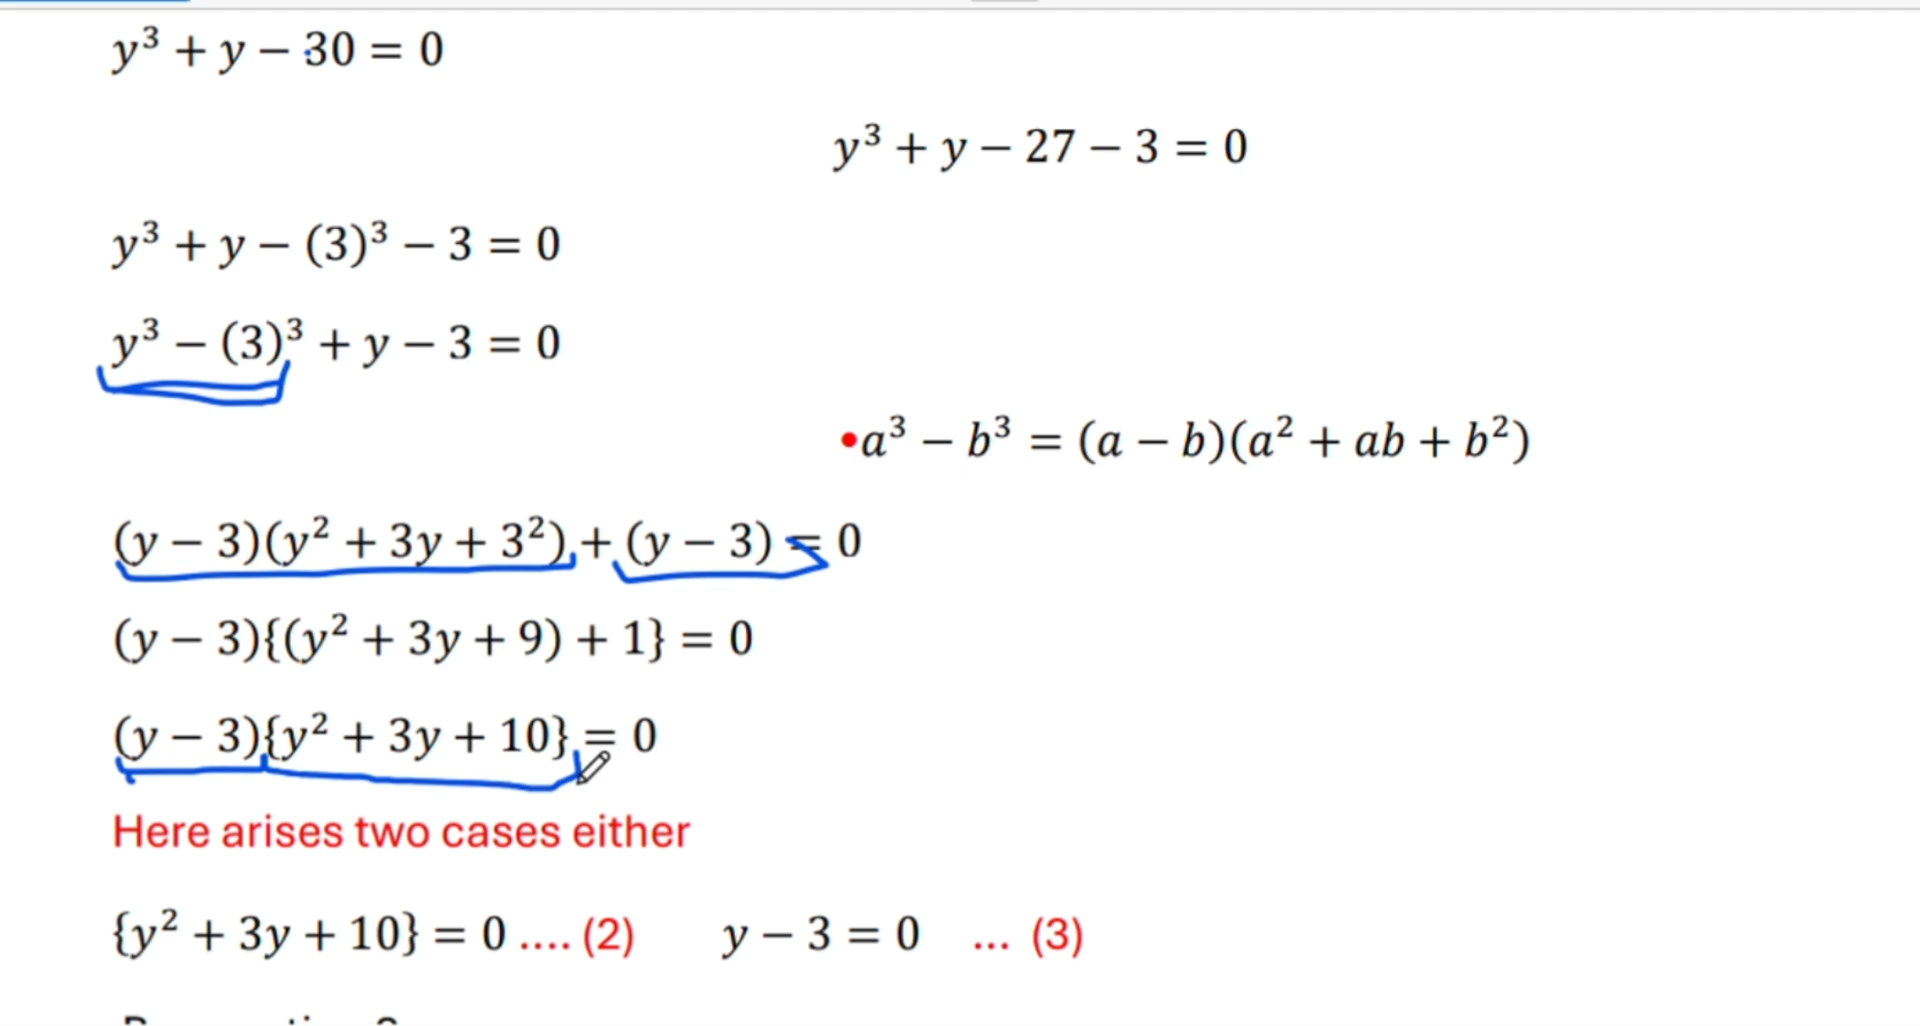 y³ + y − 30 = 0
y³ + y − 27 − 3 = 0
y³ + y − (3)³ − 3 = 0
y³ − (3)³ + y − 3 = 0
•a³ − b³ = (a − b)(a² + ab + b²)
(y − 3)(y² + 3y + 3²) + (y − 3) = 0
(y − 3){(y² + 3y + 9) + 1} = 0
(y − 3){y² + 3y + 10} = 0
Here arises two cases either
{y² + 3y + 10} = 0 .... (2) y − 3 = 0 ... (3)